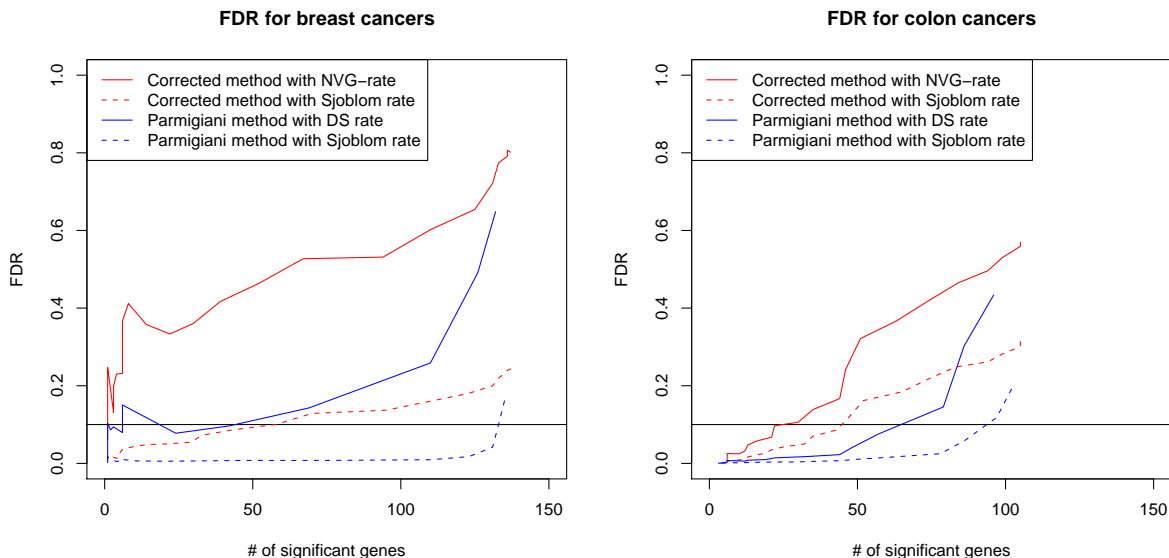 FDR for breast cancers
Corrected method with NVG−rate
Corrected method with Sjoblom rate
Parmigiani method with DS rate
Parmigiani method with Sjoblom rate
FDR
1.0
0.8
0.6
0.4
0.2
0.0
0 50 100 150
# of significant genes
FDR for colon cancers
Corrected method with NVG−rate
Corrected method with Sjoblom rate
Parmigiani method with DS rate
Parmigiani method with Sjoblom rate
FDR
1.0
0.8
0.6
0.4
0.2
0.0
0 50 100 150
# of significant genes